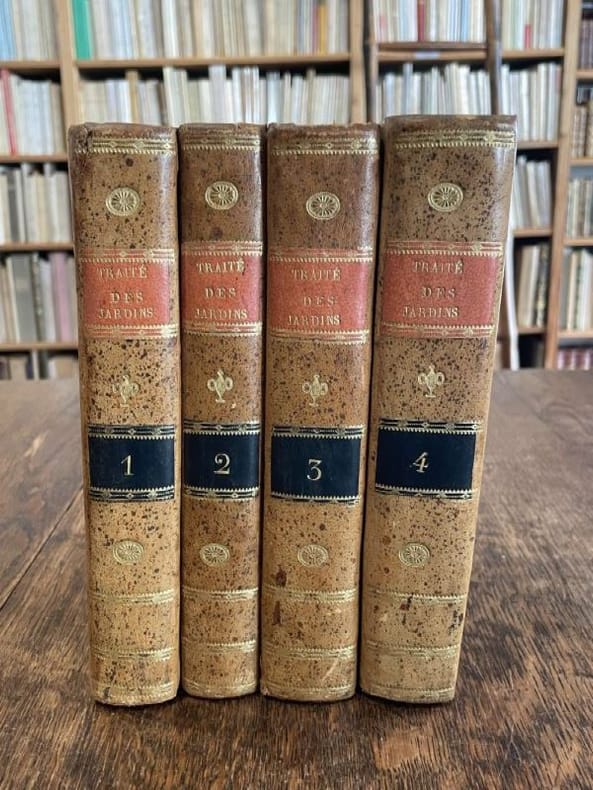 TRAITÉ
DES
JARDINS
1
TRAITÉ
DES
JARDINS
2
TRAITÉ
DES
JARDINS
3
TRAITÉ
DES
JARDINS
4